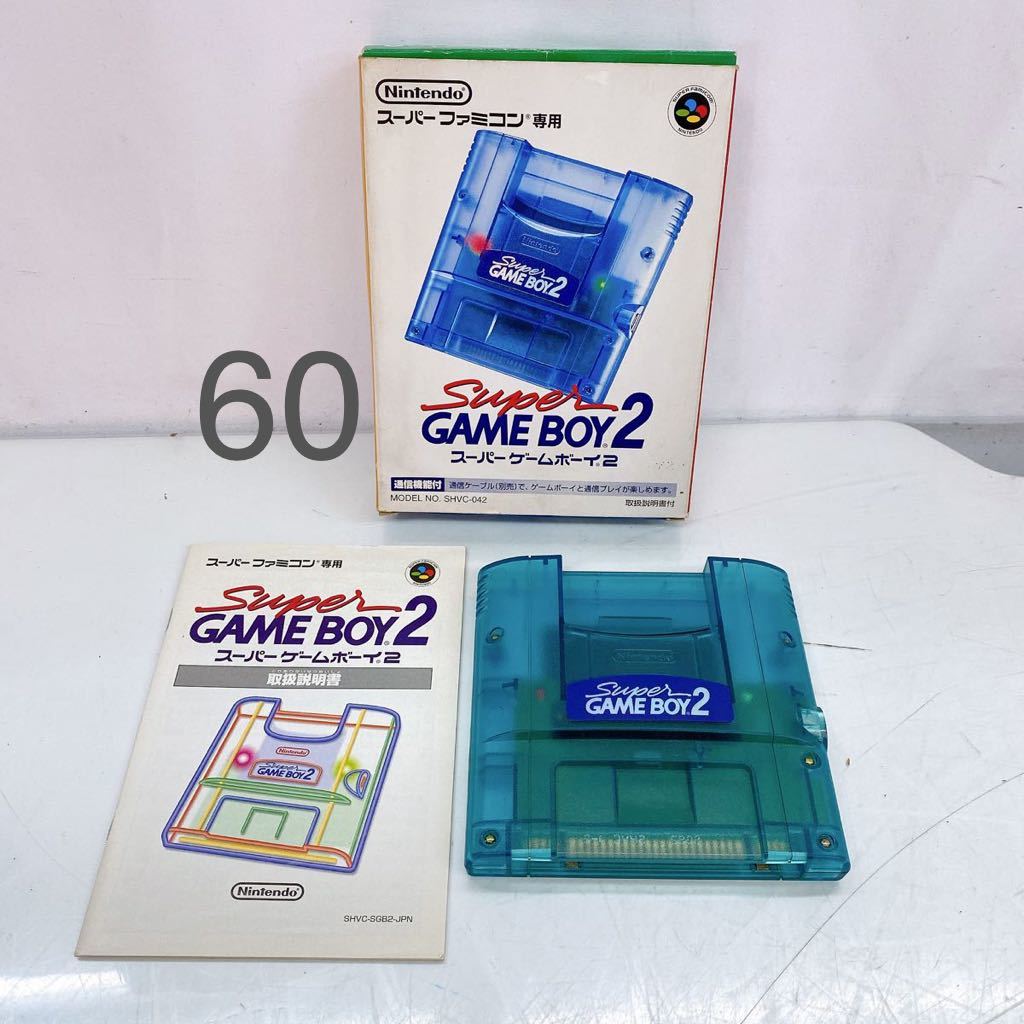 Nintendo
スーパーファミコン®専用
SUPER FAMICOM
NINTENDO
Nintendo
Super
GAME BOY.2
Super
GAME BOY®2
スーパーゲームボーイ®2
通信機能付 通信ケーブル(別売)で、ゲームボーイと通信プレイが楽しめます。
MODEL NO. SHVC-042 取扱説明書付
60
スーパーファミコン®専用
Super
GAME BOY®2
スーパーゲームボーイ®2
取扱説明書
Nintendo
Super
GAME BOY.2
Nintendo
SHVC-SGB2-JPN
Nintendo
Super
GAME BOY.2